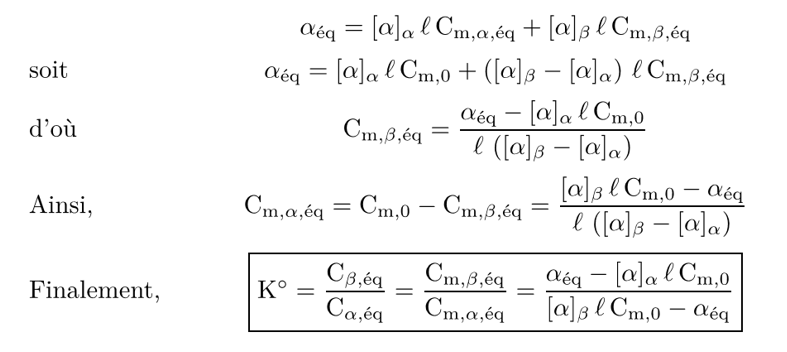 α_éq = [α]_α ℓ C_m,α,éq + [α]_β ℓ C_m,β,éq
soit α_éq = [α]_α ℓ C_m,0 + ([α]_β − [α]_α) ℓ C_m,β,éq
d'où C_m,β,éq = (α_éq − [α]_α ℓ C_m,0) / (ℓ ([α]_β − [α]_α))
Ainsi, C_m,α,éq = C_m,0 − C_m,β,éq = ([α]_β ℓ C_m,0 − α_éq) / (ℓ ([α]_β − [α]_α))
Finalement, K° = C_β,éq / C_α,éq = C_m,β,éq / C_m,α,éq = (α_éq − [α]_α ℓ C_m,0) / ([α]_β ℓ C_m,0 − α_éq)